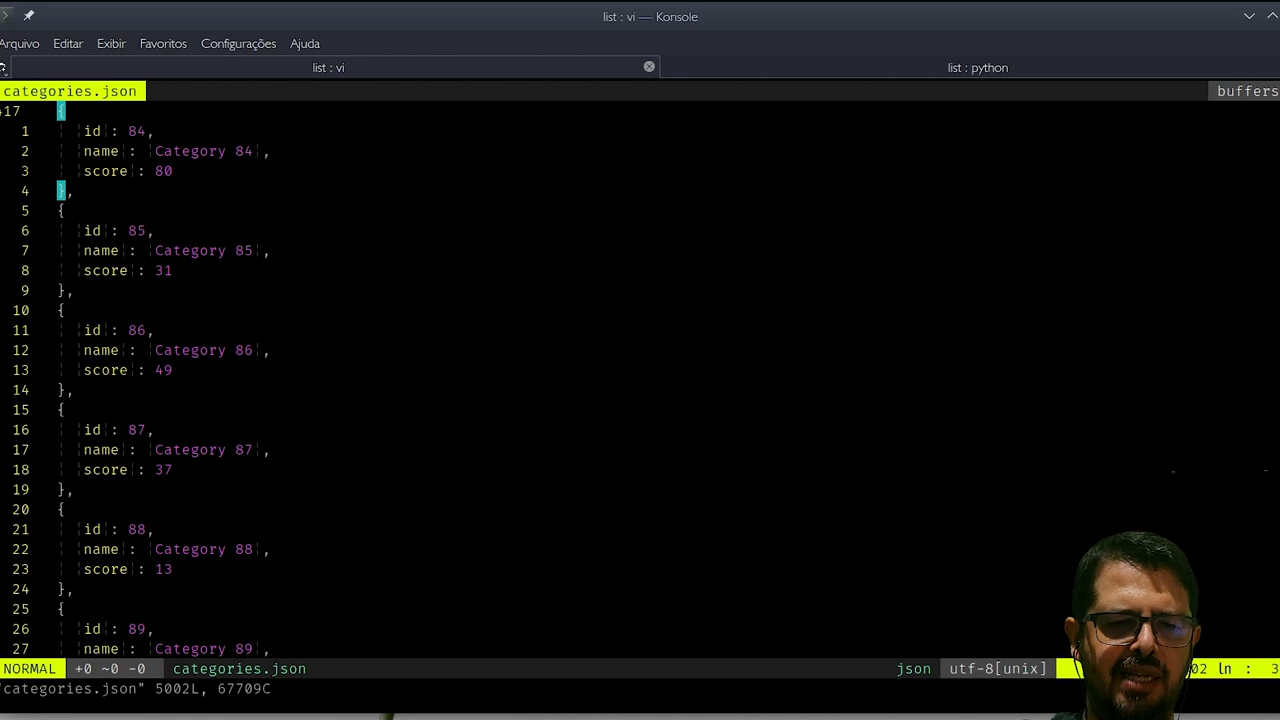 list : vi — Konsole
Arquivo Editar Exibir Favoritos Configurações Ajuda
list : vi list : python
categories.json buffers
417 {
1 id : 84,
2 name : Category 84 ,
3 score : 80
4 },
5 {
6 id : 85,
7 name : Category 85 ,
8 score : 31
9 },
10 {
11 id : 86,
12 name : Category 86 ,
13 score : 49
14 },
15 {
16 id : 87,
17 name : Category 87 ,
18 score : 37
19 },
20 {
21 id : 88,
22 name : Category 88 ,
23 score : 13
24 },
25 {
26 id : 89,
27 name : Category 89 ,
NORMAL +0 ~0 -0 categories.json json utf-8[unix] 02 ln : 3
"categories.json" 5002L, 67709C